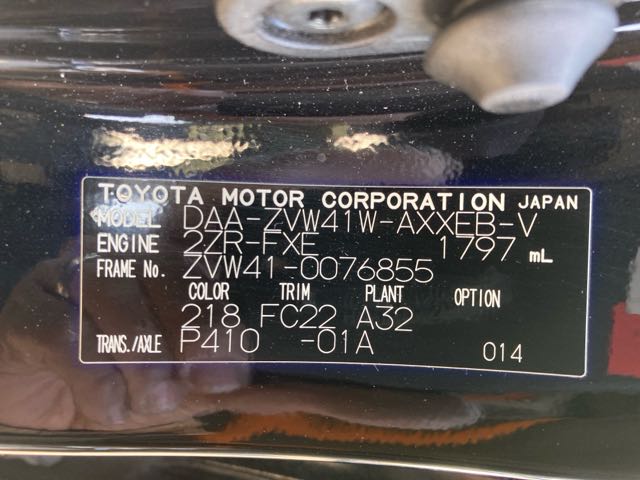 TOYOTA MOTOR CORPORATION JAPAN
MODEL DAA-ZVW41W-AXXEB-V
ENGINE 2ZR-FXE 1797 mL
FRAME No. ZVW41-0076855
COLOR TRIM PLANT OPTION
218 FC22 A32
TRANS./AXLE P410 -01A 014